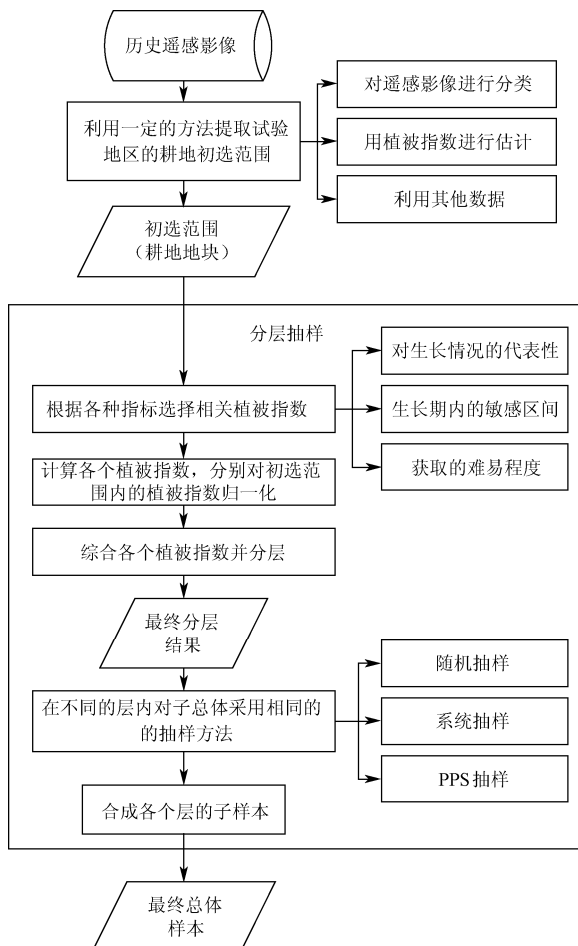 历史遥感影像
利用一定的方法提取试验
地区的耕地初选范围
对遥感影像进行分类
用植被指数进行估计
利用其他数据
初选范围
（耕地地块）
分层抽样
根据各种指标选择相关植被指数
对生长情况的代表性
生长期内的敏感区间
获取的难易程度
计算各个植被指数，分别对初选范
围内的植被指数归一化
综合各个植被指数并分层
最终分层
结果
在不同的层内对子总体采用相同的
的抽样方法
随机抽样
系统抽样
PPS抽样
合成各个层的子样本
最终总体
样本